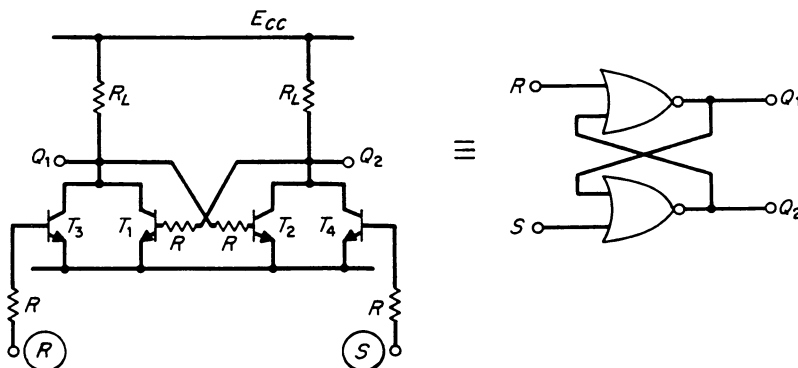 E_CC
R_L
R_L
Q_1
Q_2
T_3
T_1
R
R
T_2
T_4
R
R
R
S
≡
R
S
Q_1
Q_2